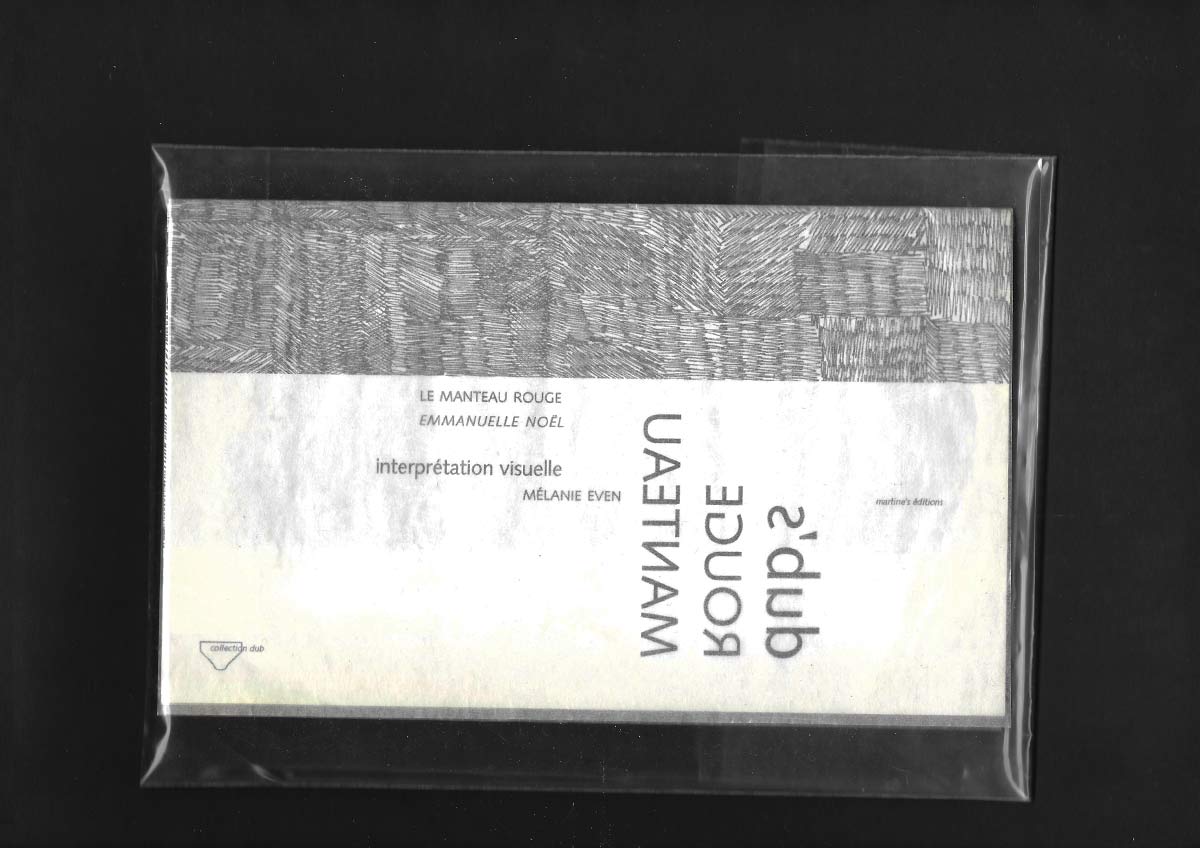 LE MANTEAU ROUGE
EMMANUELLE NOËL
interprétation visuelle
MÉLANIE EVEN
MANTEAU
ROUGE
dub's
martine's éditions
collection dub